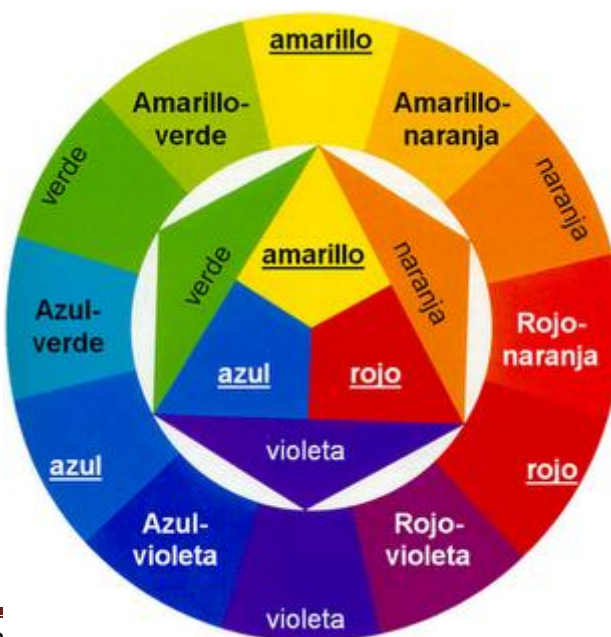 amarillo
Amarillo-
verde
Amarillo-
naranja
verde
naranja
amarillo
verde
naranja
Azul-
verde
Rojo-
naranja
azul
rojo
violeta
azul
rojo
Azul-
violeta
Rojo-
violeta
violeta